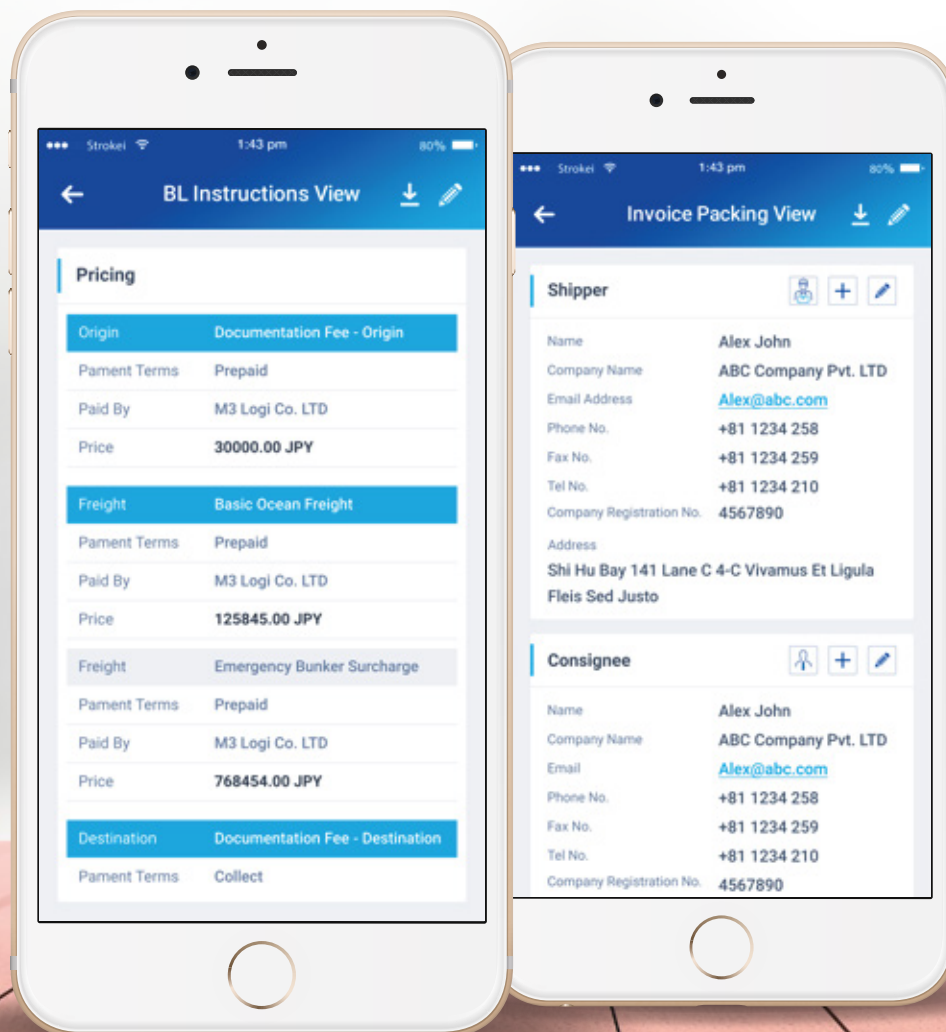 Strokei 1:43 pm 80%
BL Instructions View
Pricing
Origin Documentation Fee - Origin
Pament Terms Prepaid
Paid By M3 Logi Co. LTD
Price 30000.00 JPY
Freight Basic Ocean Freight
Pament Terms Prepaid
Paid By M3 Logi Co. LTD
Price 125845.00 JPY
Freight Emergency Bunker Surcharge
Pament Terms Prepaid
Paid By M3 Logi Co. LTD
Price 768454.00 JPY
Destination Documentation Fee - Destination
Pament Terms Collect
Strokei 1:43 pm 80%
Invoice Packing View
Shipper
Name Alex John
Company Name ABC Company Pvt. LTD
Email Address Alex@abc.com
Phone No. +81 1234 258
Fax No. +81 1234 259
Tel No. +81 1234 210
Company Registration No. 4567890
Address
Shi Hu Bay 141 Lane C 4-C Vivamus Et Ligula
Fleis Sed Justo
Consignee
Name Alex John
Company Name ABC Company Pvt. LTD
Email Alex@abc.com
Phone No. +81 1234 258
Fax No. +81 1234 259
Tel No. +81 1234 210
Company Registration No. 4567890